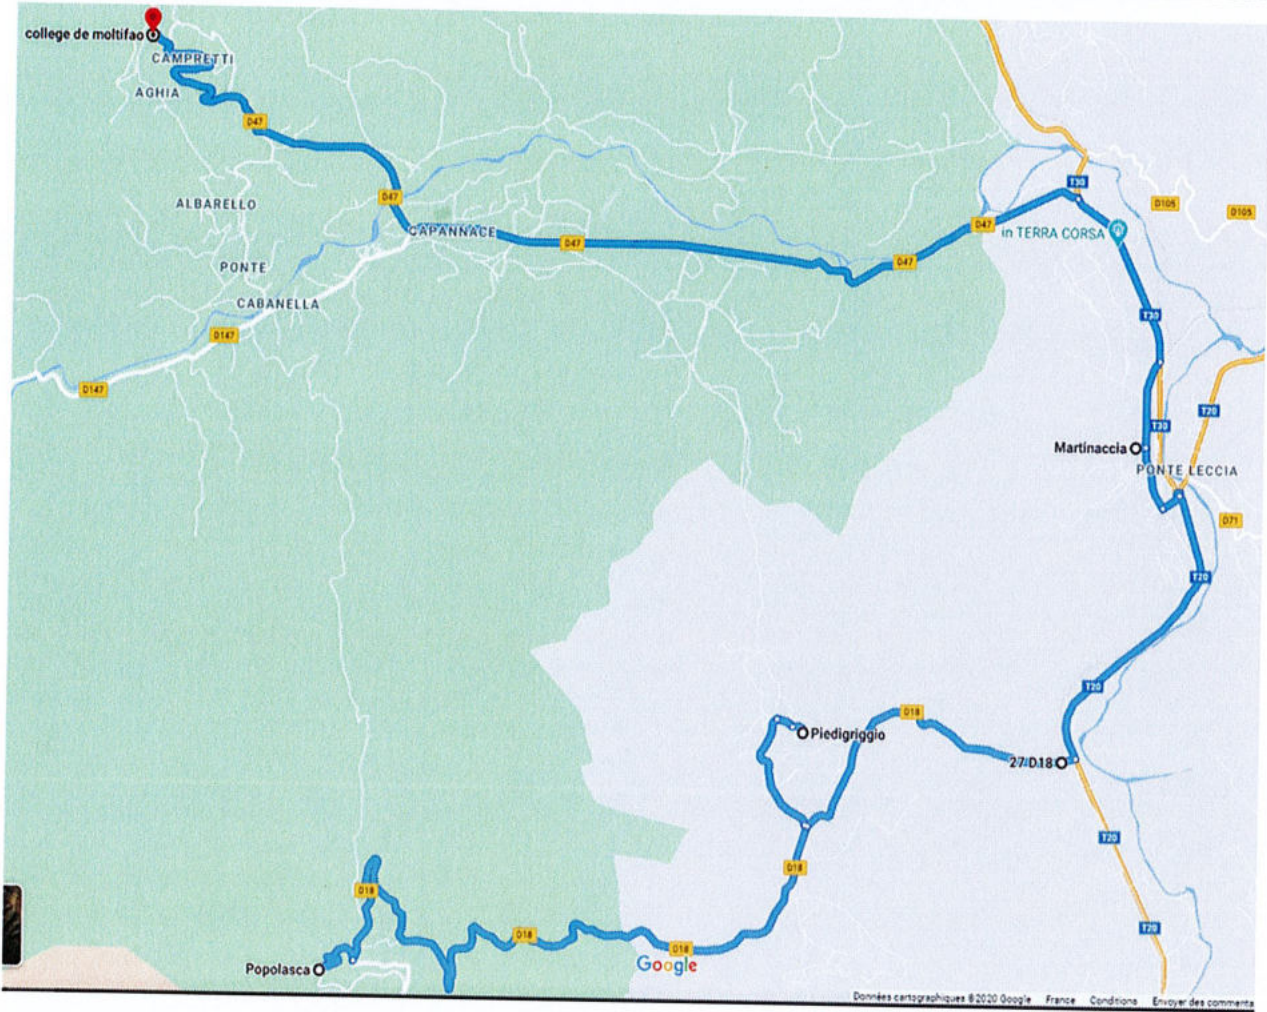 college de moltifao
CAMPRETTI
AGHIA
D47
D47
ALBARELLO
CAPANNACE
D47
D47
D47
in TERRA CORSA
T30
D105
D105
PONTE
CABANELLA
D147
D147
T30
T30
T20
Martinaccia
PONTE LECCIA
D71
T20
T20
Piedigriggio
D18
27 D18
T20
D18
D18
D18
D18
T20
Popolasca
Google
Données cartographiques ©2020 Google France Conditions Envoyer des commenta